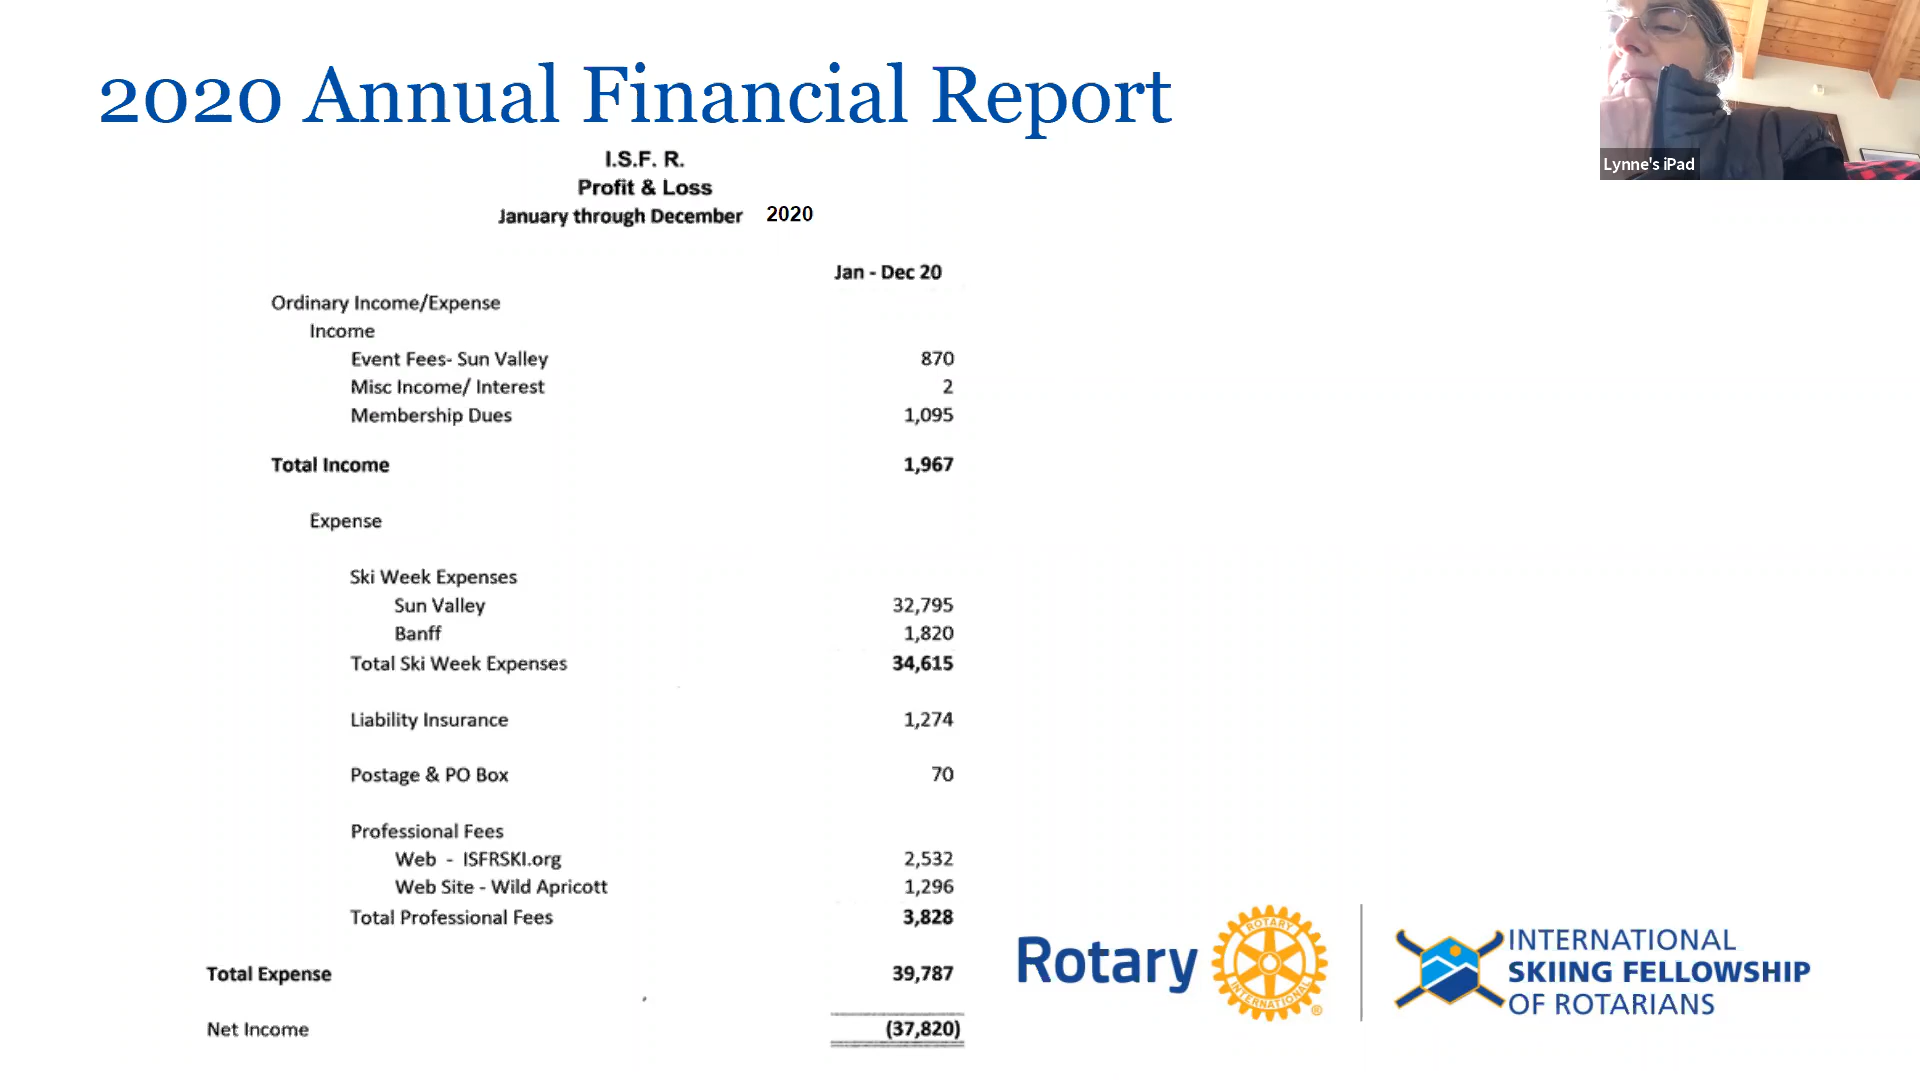 2020 Annual Financial Report
I.S.F. R.
Profit & Loss
January through December 2020
Jan - Dec 20
Ordinary Income/Expense
Income
Event Fees- Sun Valley 870
Misc Income/ Interest 2
Membership Dues 1,095
Total Income 1,967
Expense
Ski Week Expenses
Sun Valley 32,795
Banff 1,820
Total Ski Week Expenses 34,615
Liability Insurance 1,274
Postage & PO Box 70
Professional Fees
Web - ISFRSKI.org 2,532
Web Site - Wild Apricott 1,296
Total Professional Fees 3,828
Total Expense 39,787
Net Income (37,820)
Lynne's iPad
Rotary
ROTARY
INTERNATIONAL
®
INTERNATIONAL
SKIING FELLOWSHIP
OF ROTARIANS